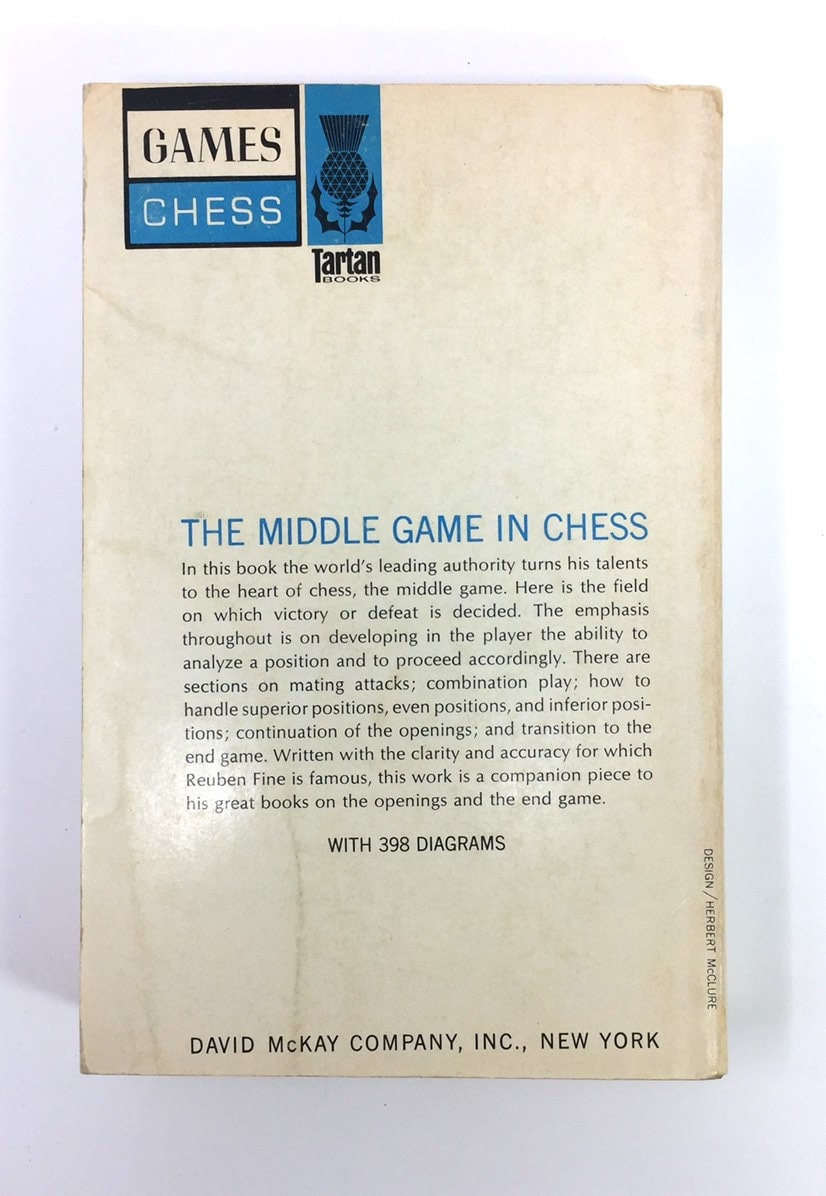 GAMES
CHESS
Tartan
BOOKS
THE MIDDLE GAME IN CHESS
In this book the world's leading authority turns his talents
to the heart of chess, the middle game. Here is the field
on which victory or defeat is decided. The emphasis
throughout is on developing in the player the ability to
analyze a position and to proceed accordingly. There are
sections on mating attacks; combination play; how to
handle superior positions, even positions, and inferior posi-
tions; continuation of the openings; and transition to the
end game. Written with the clarity and accuracy for which
Reuben Fine is famous, this work is a companion piece to
his great books on the openings and the end game.
WITH 398 DIAGRAMS
DESIGN/HERBERT McCLURE
DAVID McKAY COMPANY, INC., NEW YORK